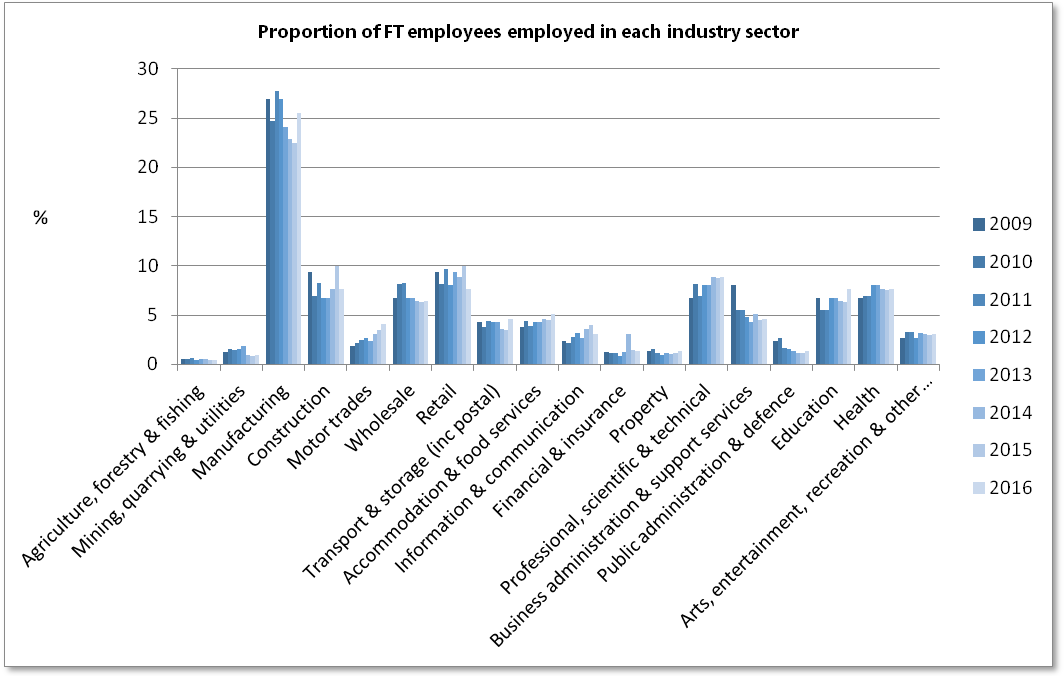 Proportion of FT employees employed in each industry sector
30
25
20
15
10
5
0
%
Agriculture, forestry & fishing
Mining, quarrying & utilities
Manufacturing
Construction
Motor trades
Wholesale
Retail
Transport & storage (inc postal)
Accommodation & food services
Information & communication
Financial & insurance
Property
Professional, scientific & technical
Business administration & support services
Public administration & defence
Education
Health
Arts, entertainment, recreation & other...
2009
2010
2011
2012
2013
2014
2015
2016